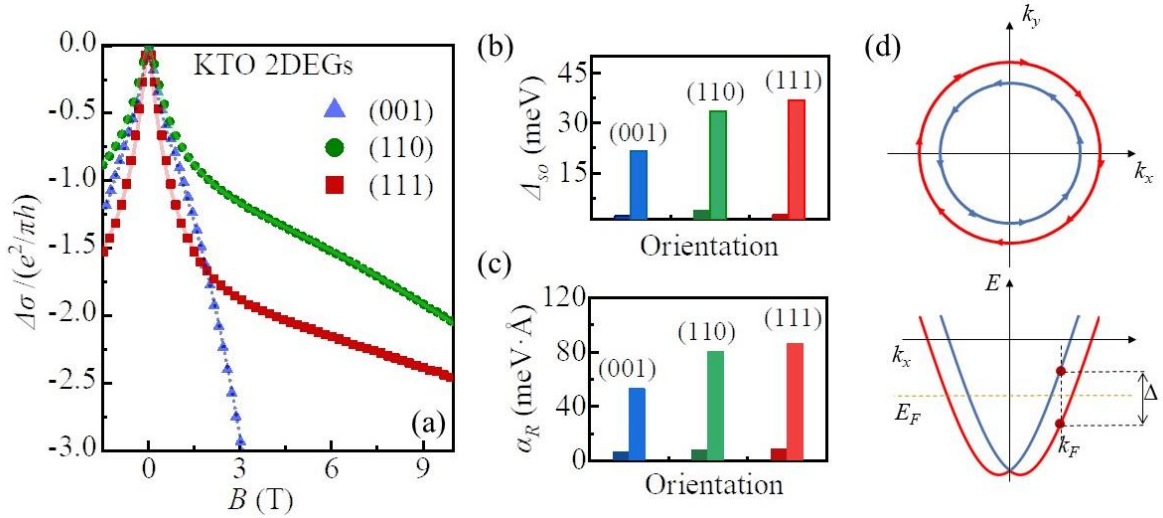 KTO 2DEGs
(001)
(110)
(111)
0.0
-0.5
-1.0
-1.5
-2.0
-2.5
-3.0
Δσ/(e²/πh)
0 3 6 9
B (T)
(a)
(b)
45
30
15
Δso (meV)
(001)
(110)
(111)
Orientation
(c)
120
80
40
0
αR (meV·Å)
(001)
(110)
(111)
Orientation
(d)
ky
kx
E
kx
EF
Δ
kF